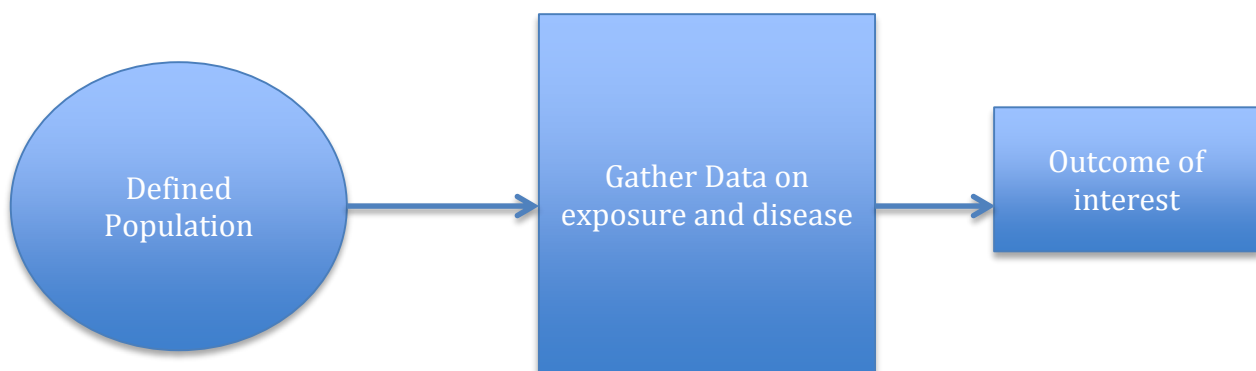 Defined
Population
Gather Data on
exposure and disease
Outcome of
interest